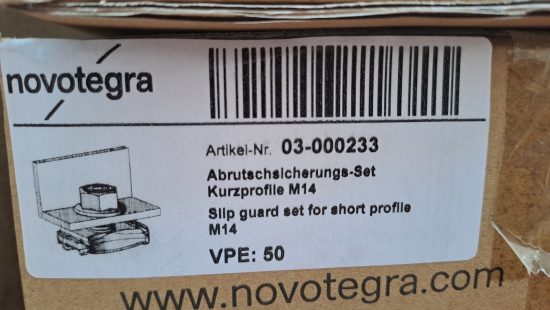 novotegra
Artikel-Nr. 03-000233
Abrutschsicherungs-Set
Kurzprofile M14
Slip guard set for short profile
M14
VPE: 50
www.novotegra.com